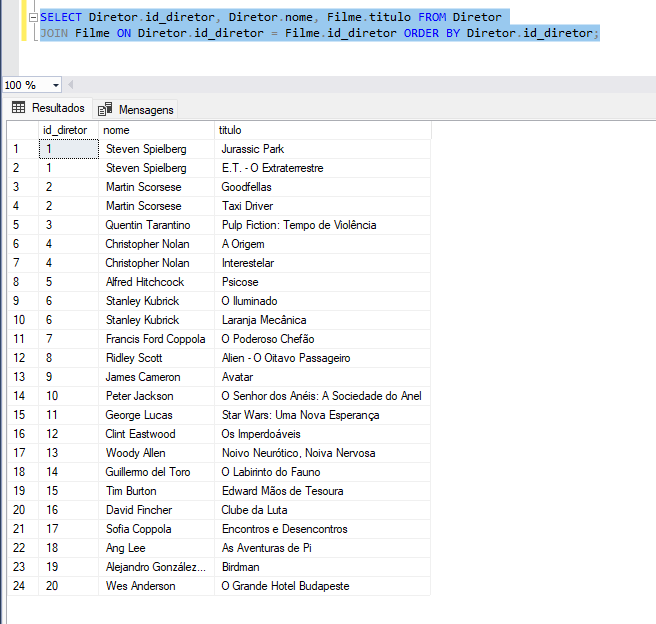 SELECT Diretor.id_diretor, Diretor.nome, Filme.titulo FROM Diretor
JOIN Filme ON Diretor.id_diretor = Filme.id_diretor ORDER BY Diretor.id_diretor;
100 %
Resultados Mensagens
id_diretor nome titulo
1 1 Steven Spielberg Jurassic Park
2 1 Steven Spielberg E.T. - O Extraterrestre
3 2 Martin Scorsese Goodfellas
4 2 Martin Scorsese Taxi Driver
5 3 Quentin Tarantino Pulp Fiction: Tempo de Violência
6 4 Christopher Nolan A Origem
7 4 Christopher Nolan Interestelar
8 5 Alfred Hitchcock Psicose
9 6 Stanley Kubrick O Iluminado
10 6 Stanley Kubrick Laranja Mecânica
11 7 Francis Ford Coppola O Poderoso Chefão
12 8 Ridley Scott Alien - O Oitavo Passageiro
13 9 James Cameron Avatar
14 10 Peter Jackson O Senhor dos Anéis: A Sociedade do Anel
15 11 George Lucas Star Wars: Uma Nova Esperança
16 12 Clint Eastwood Os Imperdoáveis
17 13 Woody Allen Noivo Neurótico, Noiva Nervosa
18 14 Guillermo del Toro O Labirinto do Fauno
19 15 Tim Burton Edward Mãos de Tesoura
20 16 David Fincher Clube da Luta
21 17 Sofia Coppola Encontros e Desencontros
22 18 Ang Lee As Aventuras de Pi
23 19 Alejandro González... Birdman
24 20 Wes Anderson O Grande Hotel Budapeste